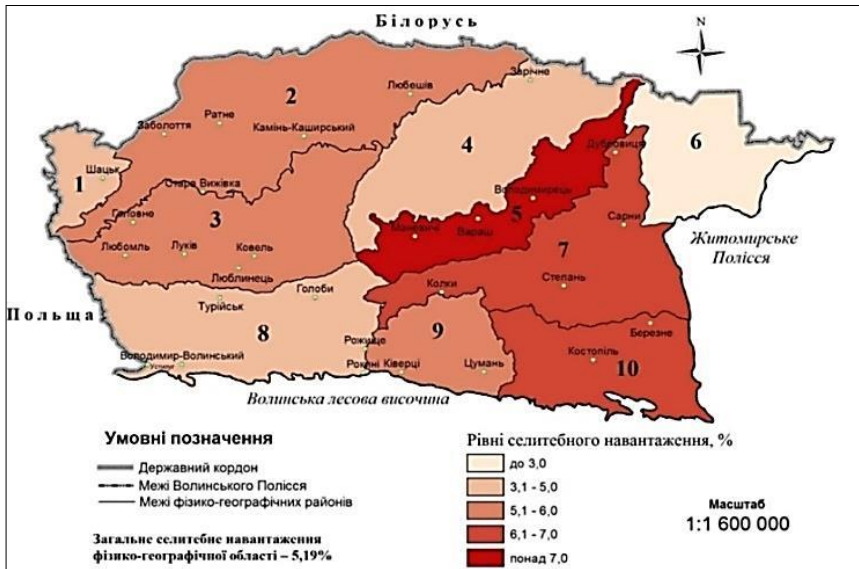 Білорусь
N
Зарічне
2
Любешів
Ратне
Заболоття
Камінь-Каширський
4
6
Дубровиця
1
Шацьк
Стара Вижівка
Володимирець
5
3
Головне
Маневичі
Вараш
Сарни
Любомль
Луків
Ковель
7
Житомирське
Полісся
Люблинець
Степань
Колки
Голоби
Турійськ
Польща
8
9
Рожище
Березне
Костопіль
Володимир-Волинський
Устилуг
Рокині
Ківерці
Цумань
10
Волинська лесова височина
Умовні позначення
Державний кордон
Межі Волинського Полісся
Межі фізико-географічних районів
Загальне селитебне навантаження
фізико-географічної області – 5,19%
Рівні селитебного навантаження, %
до 3,0
3,1 - 5,0
5,1 - 6,0
6,1 - 7,0
понад 7,0
Масштаб
1:1 600 000